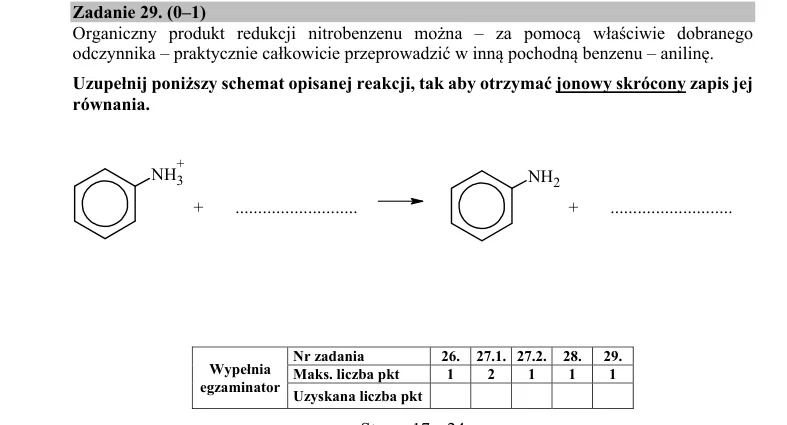 Zadanie 29. (0–1)
Organiczny produkt redukcji nitrobenzenu można – za pomocą właściwie dobranego
odczynnika – praktycznie całkowicie przeprowadzić w inną pochodną benzenu – anilinę.
Uzupełnij poniższy schemat opisanej reakcji, tak aby otrzymać jonowy skrócony zapis jej
równania.
NH3+ + ........................... → NH2 + ...........................
Wypełnia egzaminator
Nr zadania 26. 27.1. 27.2. 28. 29.
Maks. liczba pkt 1 2 1 1 1
Uzyskana liczba pkt